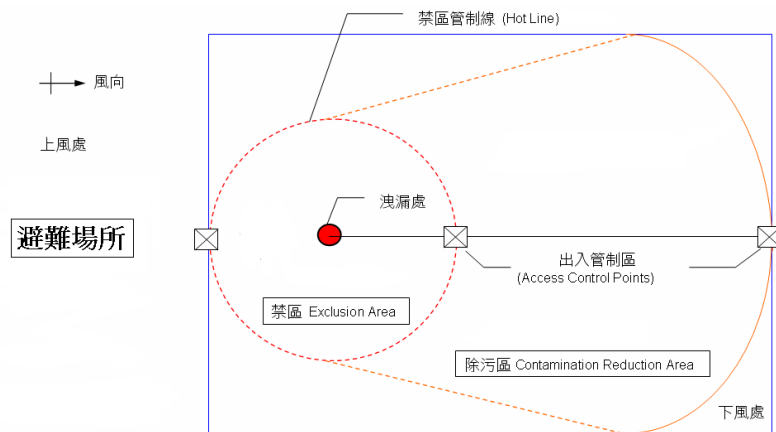 禁區管制線 (Hot Line)
風向
上風處
洩漏處
避難場所
出入管制區
(Access Control Points)
禁區 Exclusion Area
除污區 Contamination Reduction Area
下風處